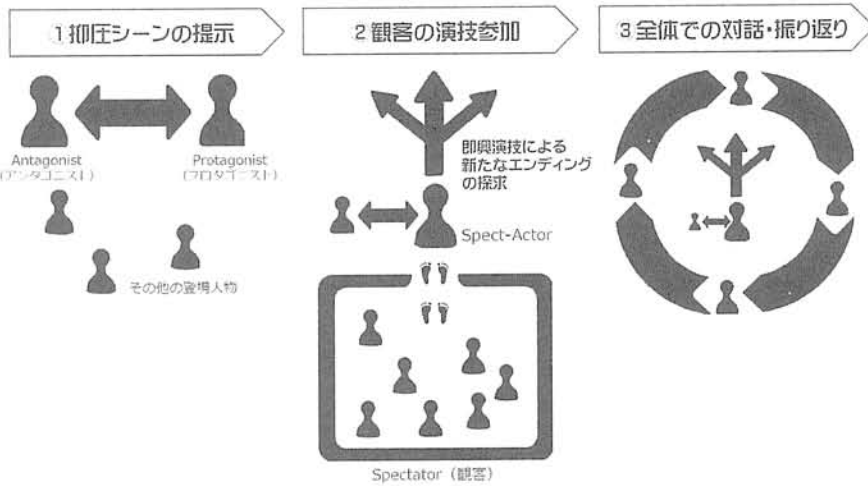 ①抑圧シーンの提示
②観客の演技参加
③全体での対話・振り返り
Antagonist
(アンタゴニスト)
Protagonist
(プロタゴニスト)
その他の登場人物
即興演技による
新たなエンディング
の探求
Spect-Actor
Spectator（観客）